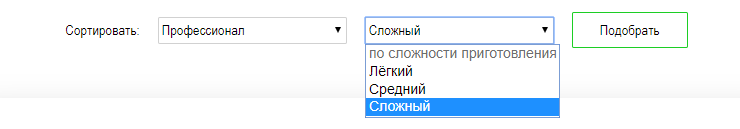 Сортировать: Профессионал Сложный Подобрать
по сложности приготовления
Лёгкий
Средний
Сложный